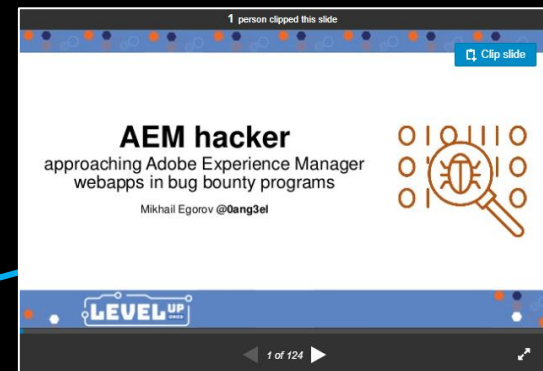 1 person clipped this slide
Clip slide
AEM hacker
approaching Adobe Experience Manager
webapps in bug bounty programs
Mikhail Egorov @0ang3el
LEVEL UP
1 of 124